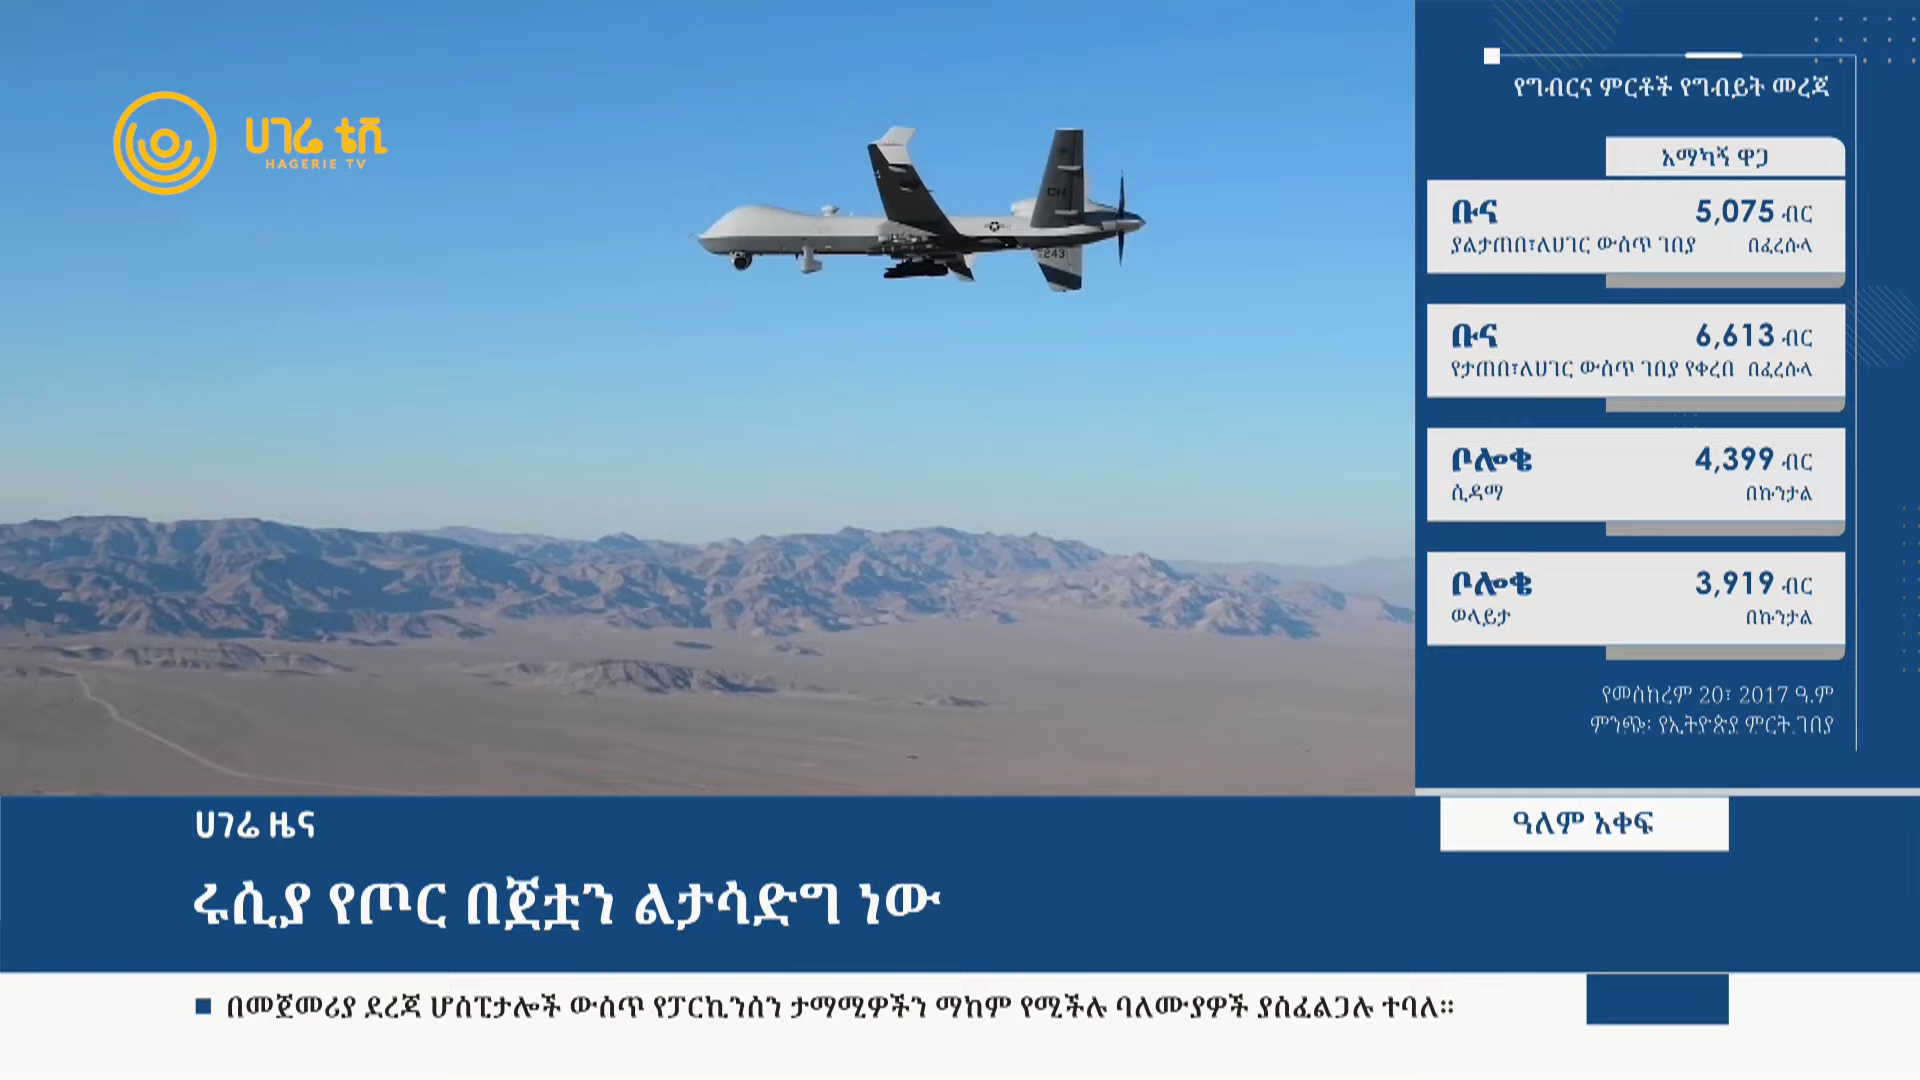 ሀገሬ ቲቪ
HAGERIE TV
CH
243
የግብርና ምርቶች የግብይት መረጃ
አማካኝ ዋጋ
ቡና 5,075 ብር
ያልታጠበ፣ለሀገር ውስጥ ገበያ በፈረሱላ
ቡና 6,613 ብር
የታጠበ፣ለሀገር ውስጥ ገበያ የቀረበ በፈረሱላ
ቦሎቄ 4,399 ብር
ሲዳማ በኩንታል
ቦሎቄ 3,919 ብር
ወላይታ በኩንታል
የመስከረም 20፣ 2017 ዓ.ም
ምንጭ፡ የኢትዮጵያ ምርት ገበያ
ሀገሬ ዜና
ዓለም አቀፍ
ሩሲያ የጦር በጀቷን ልታሳድግ ነው
በመጀመሪያ ደረጃ ሆስፒታሎች ውስጥ የፓርኪንሰን ታማሚዎችን ማከም የሚችሉ ባለሙያዎች ያስፈልጋሉ ተባለ።